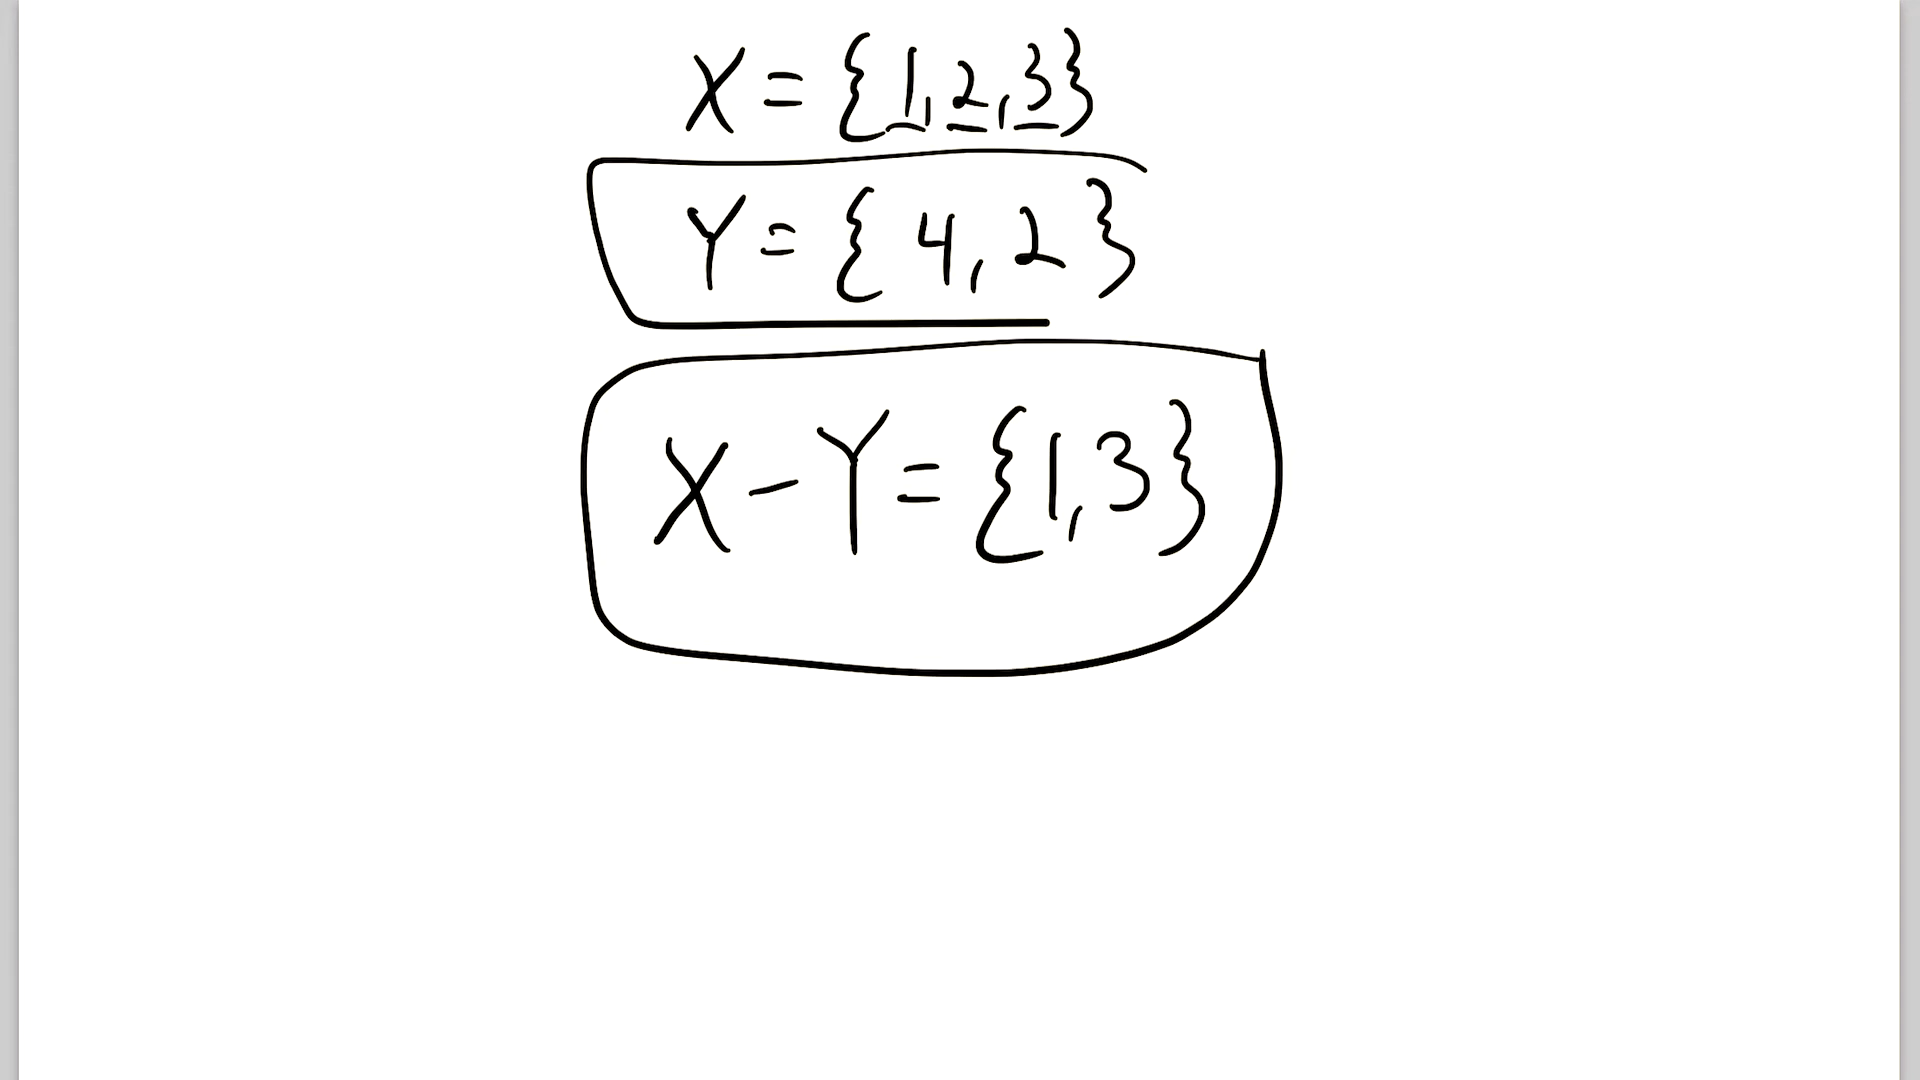 X = {1, 2, 3}
Y = { 4, 2 }
X - Y = {1, 3}